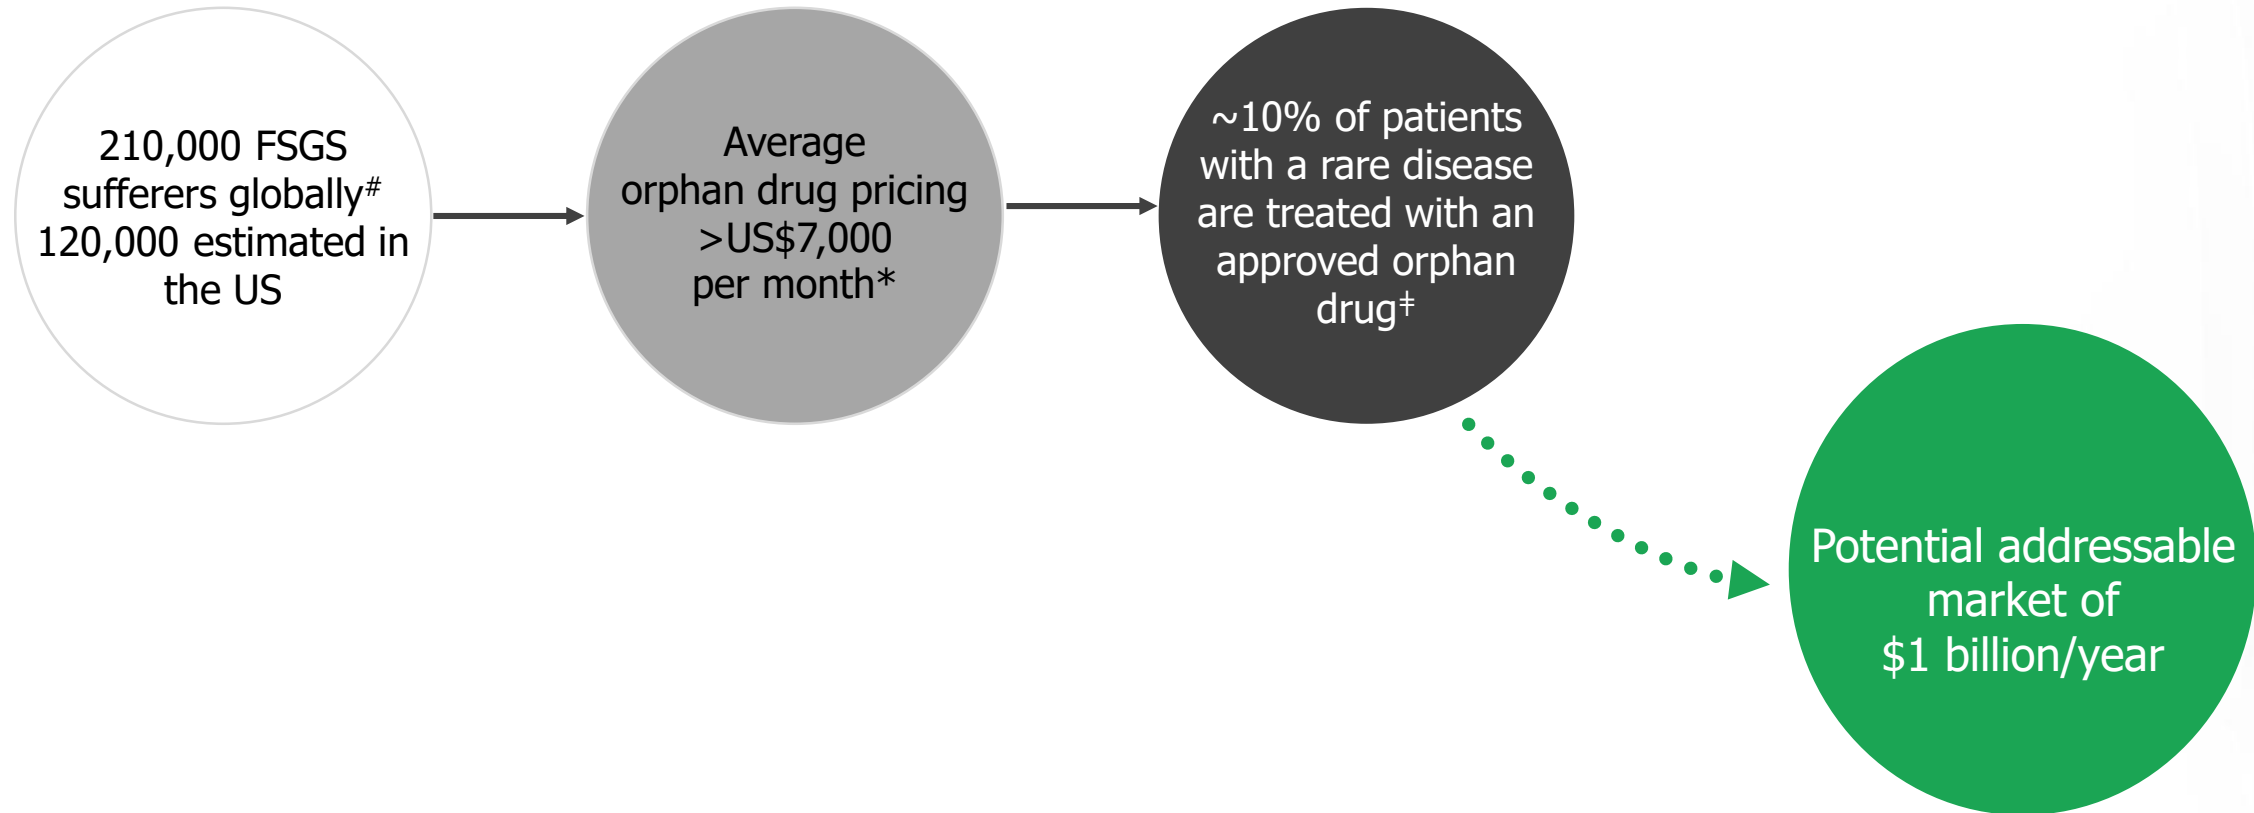 210,000 FSGS
sufferers globally#
120,000 estimated in
the US
Average
orphan drug pricing
>US$7,000
per month*
~10% of patients
with a rare disease
are treated with an
approved orphan
drug‡
Potential addressable
market of
$1 billion/year